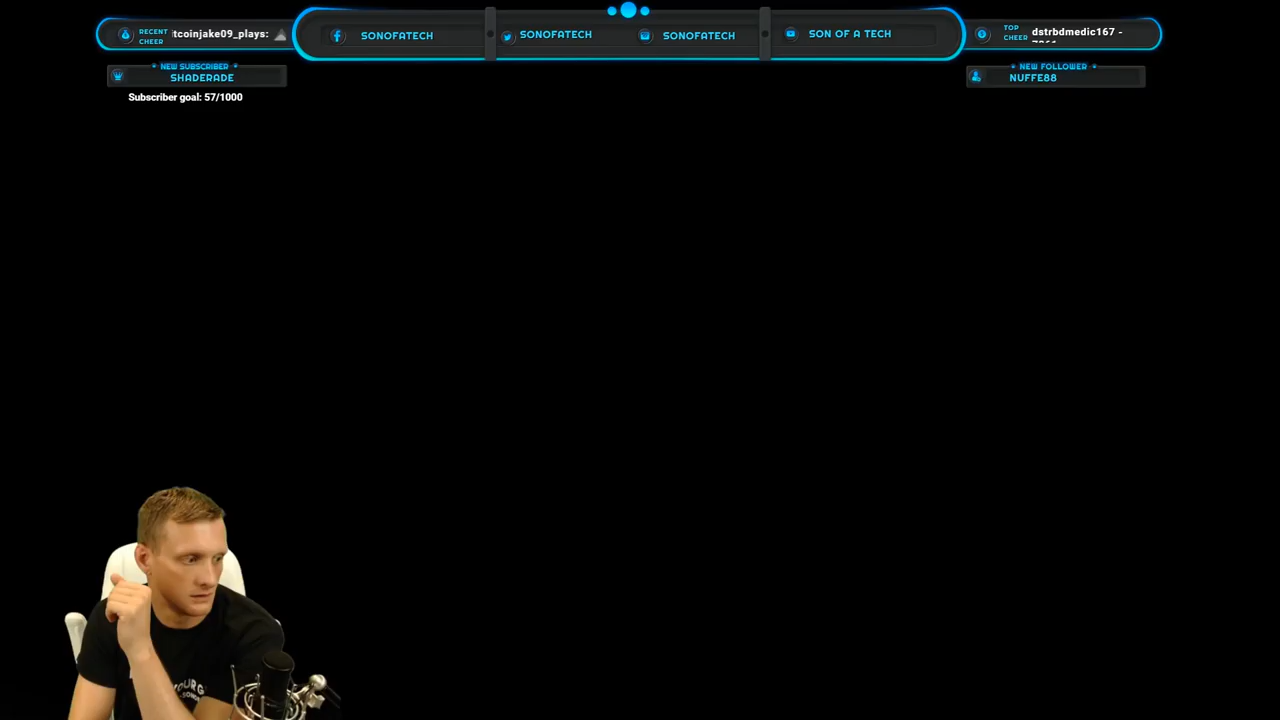 RECENT CHEER
tcoinjake09_plays:
SONOFATECH
SONOFATECH
SONOFATECH
SON OF A TECH
TOP CHEER
dstrbdmedic167 -
NEW SUBSCRIBER
SHADERADE
Subscriber goal: 57/1000
NEW FOLLOWER
NUFFE88